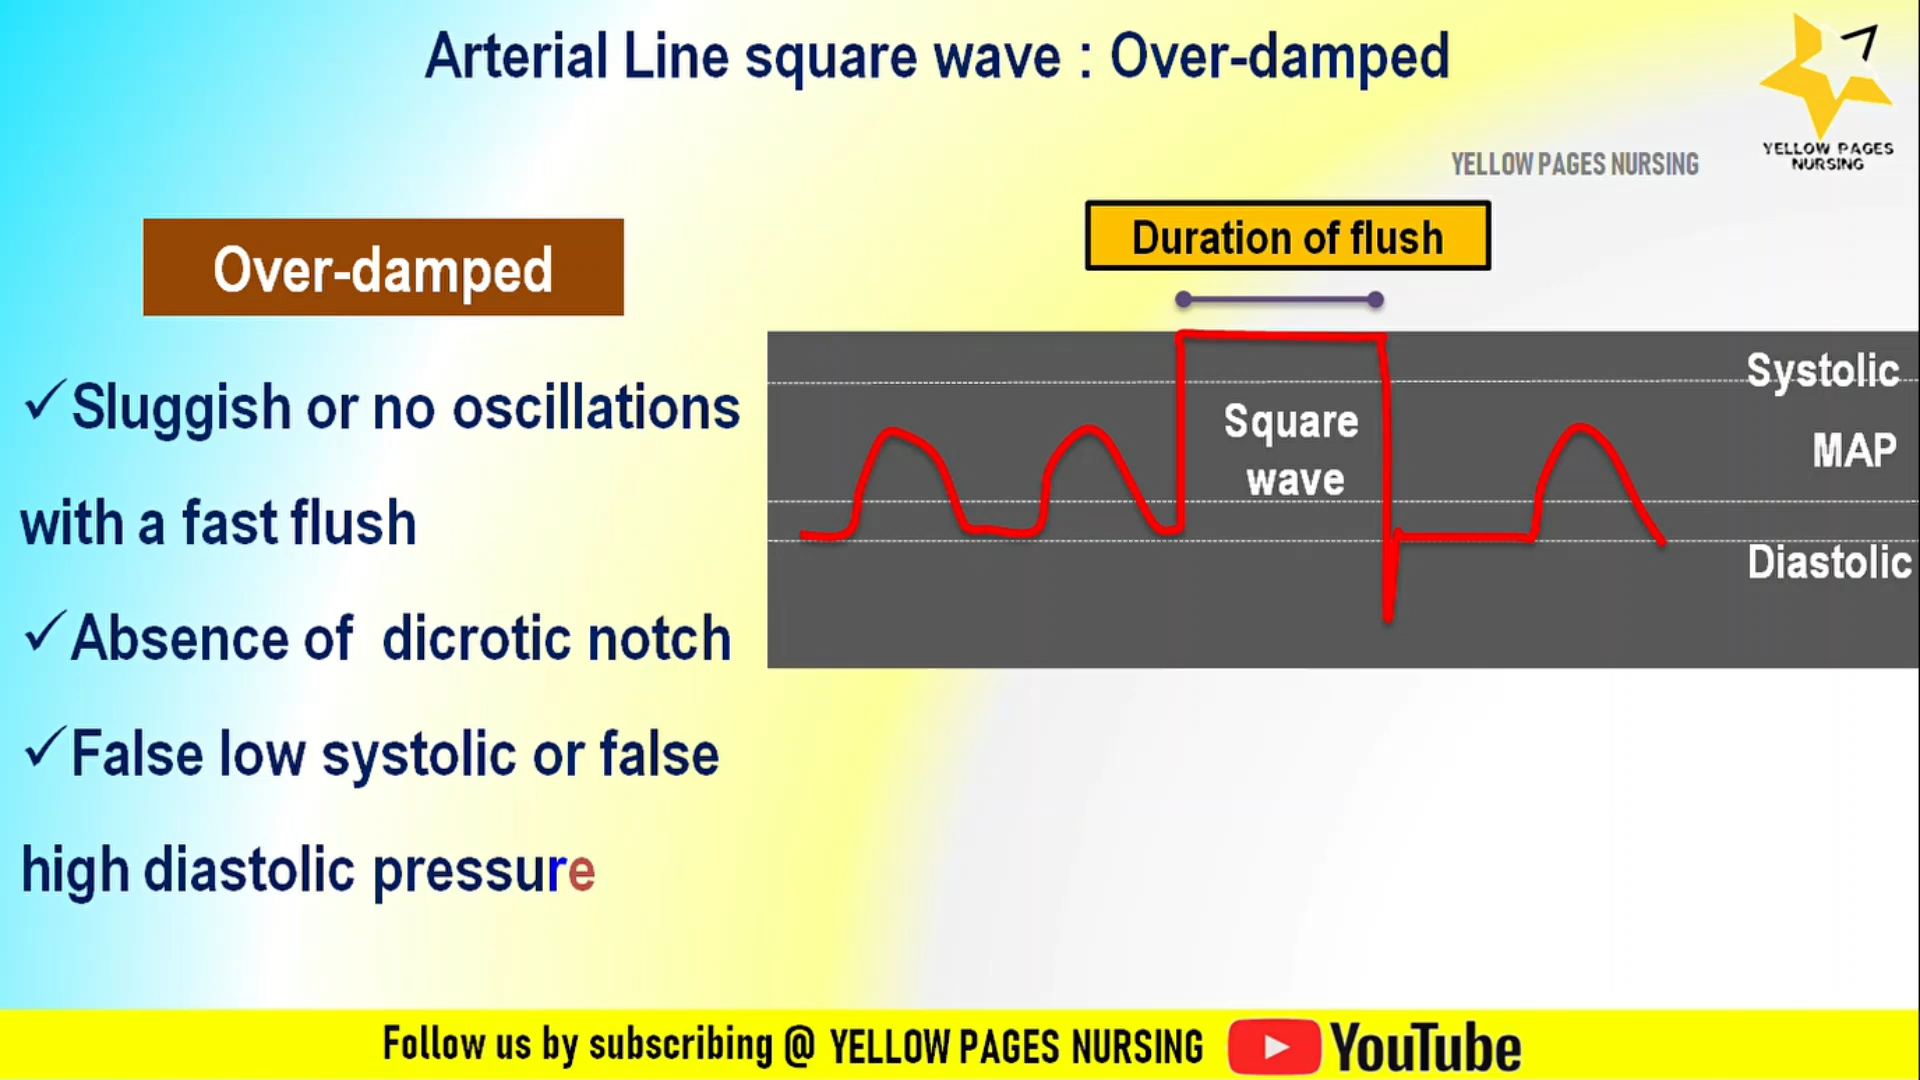 Arterial Line square wave : Over-damped
YELLOW PAGES
NURSING
YELLOW PAGES NURSING
Over-damped
✓Sluggish or no oscillations
with a fast flush
✓Absence of dicrotic notch
✓False low systolic or false
high diastolic pressure
Duration of flush
Square
wave
Systolic
MAP
Diastolic
Follow us by subscribing @ YELLOW PAGES NURSING YouTube